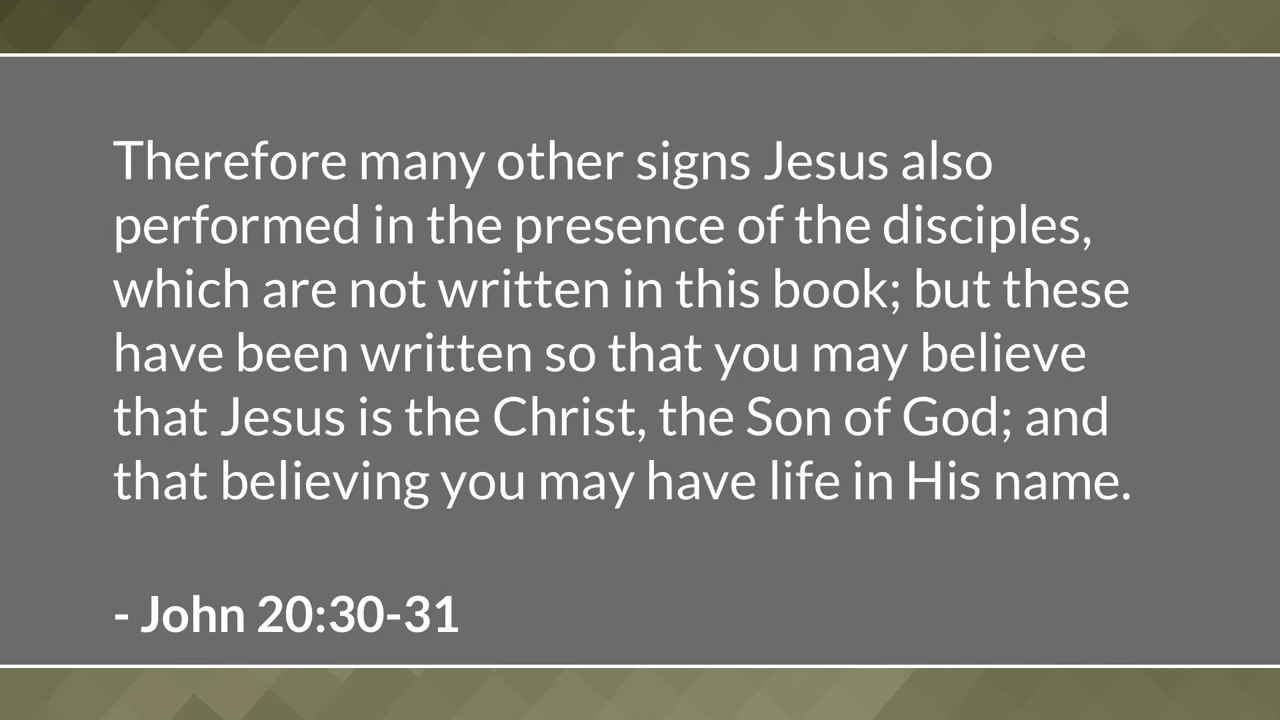 Therefore many other signs Jesus also
performed in the presence of the disciples,
which are not written in this book; but these
have been written so that you may believe
that Jesus is the Christ, the Son of God; and
that believing you may have life in His name.
- John 20:30-31